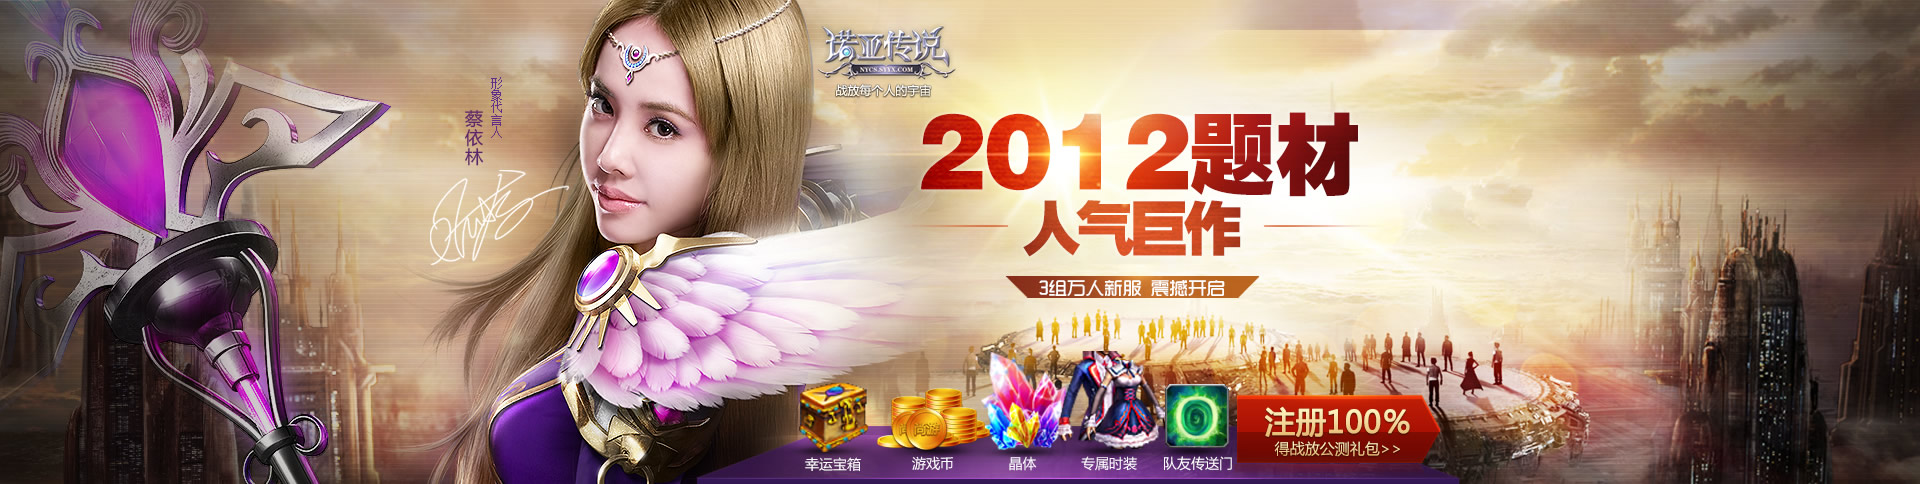 形象代言人
蔡依林
诺亚传说
NYCS.SYYX.COM
战放每个人的宇宙
2012题材
人气巨作
3组万人新服 震撼开启
幸运宝箱
游戏币
晶体
专属时装
队友传送门
注册100%
得战放公测礼包>>